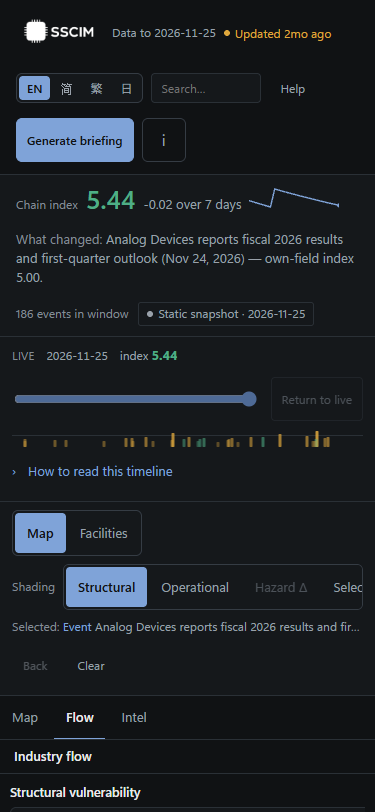 SSCIM Data to 2026-11-25 Updated 2mo ago
EN 简 繁 日 Search... Help
Generate briefing i
Chain index 5.44 -0.02 over 7 days
What changed: Analog Devices reports fiscal 2026 results
and first-quarter outlook (Nov 24, 2026) — own-field index
5.00.
186 events in window Static snapshot · 2026-11-25
LIVE 2026-11-25 index 5.44
Return to live
› How to read this timeline
Map Facilities
Shading Structural Operational Hazard Δ Selec
Selected: Event Analog Devices reports fiscal 2026 results and fir...
Back Clear
Map Flow Intel
Industry flow
Structural vulnerability